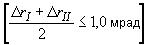 [(Δr_I + Δr_II)/2 ≤ 1,0 мрад]